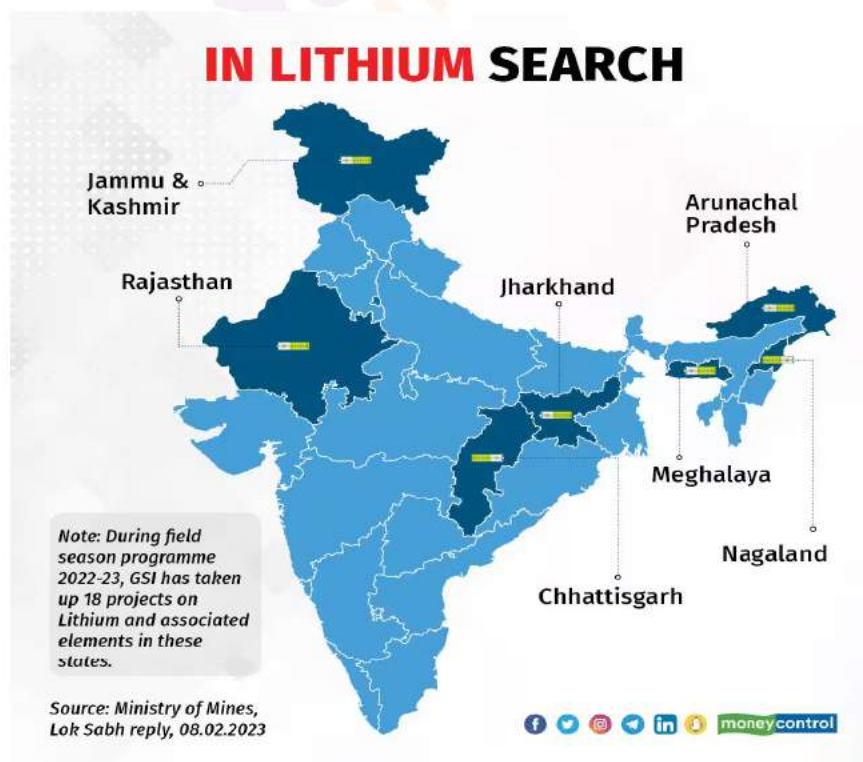 IN LITHIUM SEARCH
Jammu &
Kashmir
Arunachal
Pradesh
Rajasthan
Jharkhand
Meghalaya
Nagaland
Chhattisgarh
Note: During field
season programme
2022-23, GSI has taken
up 18 projects on
Lithium and associated
elements in these
states.
Source: Ministry of Mines,
Lok Sabh reply, 08.02.2023
moneycontrol